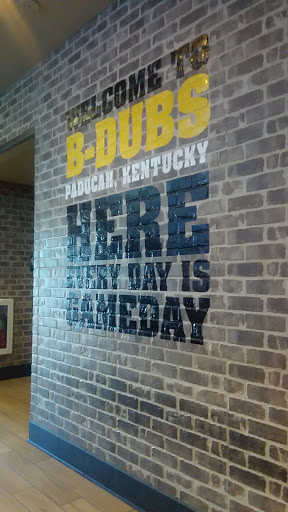 WELCOME TO
B-DUBS
PADUCAH, KENTUCKY
HERE
EVERY DAY IS
GAMEDAY